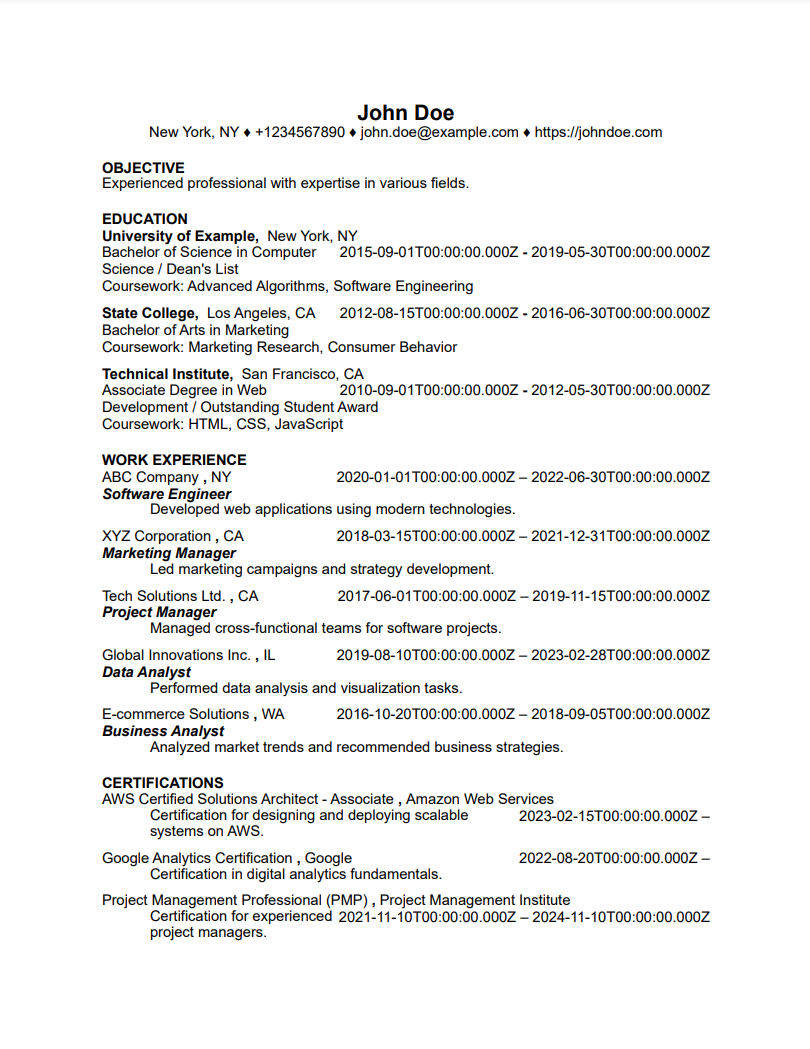 John Doe
New York, NY ♦ +1234567890 ♦ john.doe@example.com ♦ https://johndoe.com
OBJECTIVE
Experienced professional with expertise in various fields.
EDUCATION
University of Example,  New York, NY
Bachelor of Science in Computer 2015-09-01T00:00:00.000Z - 2019-05-30T00:00:00.000Z
Science / Dean's List
Coursework: Advanced Algorithms, Software Engineering
State College,  Los Angeles, CA 2012-08-15T00:00:00.000Z - 2016-06-30T00:00:00.000Z
Bachelor of Arts in Marketing
Coursework: Marketing Research, Consumer Behavior
Technical Institute,  San Francisco, CA
Associate Degree in Web 2010-09-01T00:00:00.000Z - 2012-05-30T00:00:00.000Z
Development / Outstanding Student Award
Coursework: HTML, CSS, JavaScript
WORK EXPERIENCE
ABC Company , NY 2020-01-01T00:00:00.000Z – 2022-06-30T00:00:00.000Z
Software Engineer
Developed web applications using modern technologies.
XYZ Corporation , CA 2018-03-15T00:00:00.000Z – 2021-12-31T00:00:00.000Z
Marketing Manager
Led marketing campaigns and strategy development.
Tech Solutions Ltd. , CA 2017-06-01T00:00:00.000Z – 2019-11-15T00:00:00.000Z
Project Manager
Managed cross-functional teams for software projects.
Global Innovations Inc. , IL 2019-08-10T00:00:00.000Z – 2023-02-28T00:00:00.000Z
Data Analyst
Performed data analysis and visualization tasks.
E-commerce Solutions , WA 2016-10-20T00:00:00.000Z – 2018-09-05T00:00:00.000Z
Business Analyst
Analyzed market trends and recommended business strategies.
CERTIFICATIONS
AWS Certified Solutions Architect - Associate , Amazon Web Services
Certification for designing and deploying scalable 2023-02-15T00:00:00.000Z –
systems on AWS.
Google Analytics Certification , Google 2022-08-20T00:00:00.000Z –
Certification in digital analytics fundamentals.
Project Management Professional (PMP) , Project Management Institute
Certification for experienced 2021-11-10T00:00:00.000Z – 2024-11-10T00:00:00.000Z
project managers.